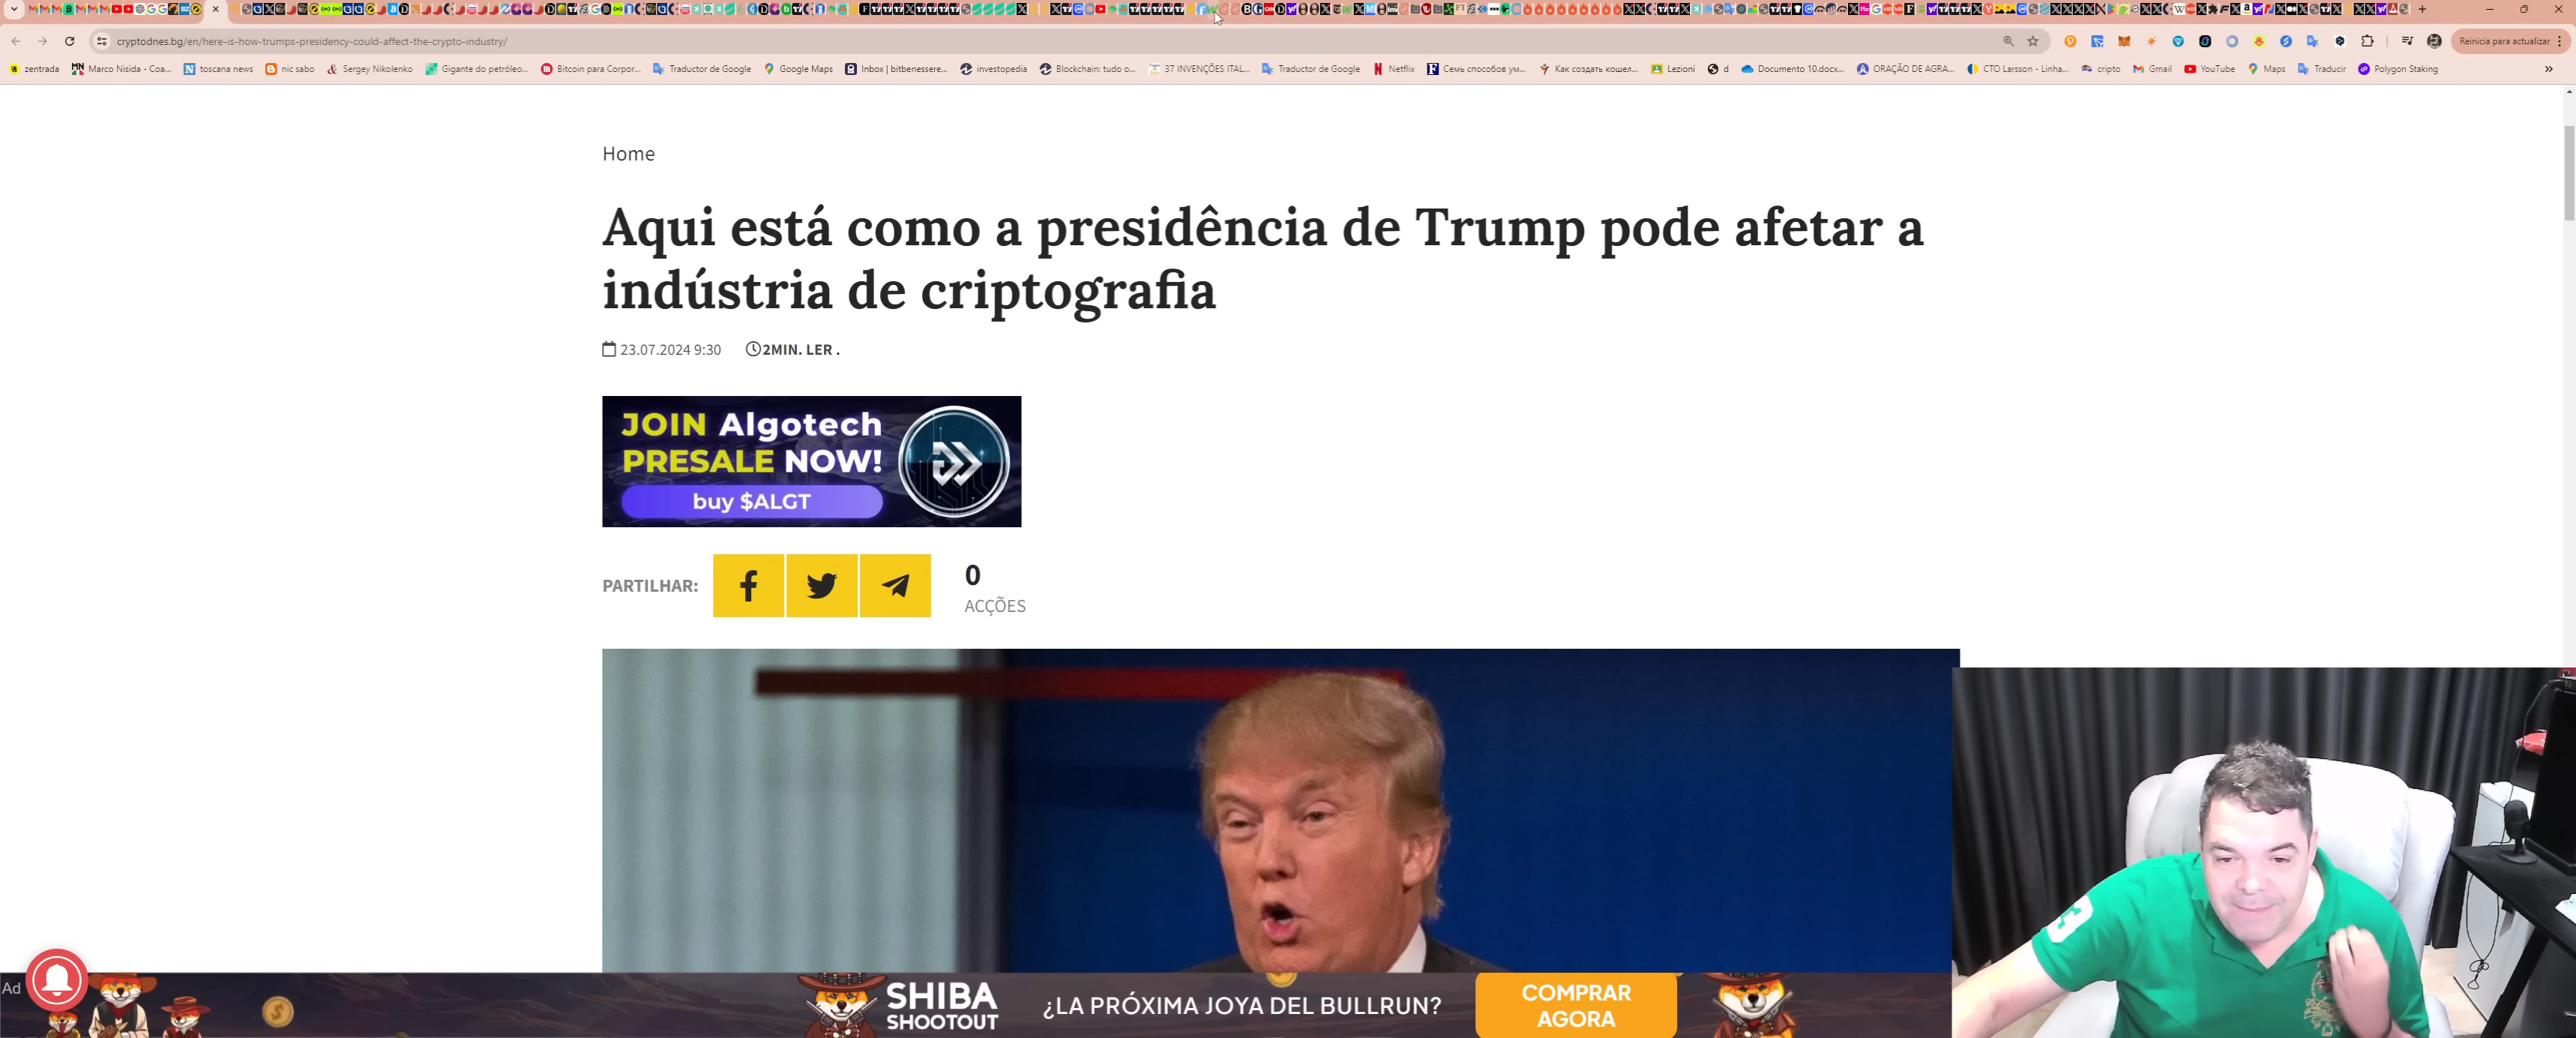 cryptodnes.bg/en/here-is-how-trumps-presidency-could-affect-the-crypto-industry/
Reinicia para actualizar
zentrada
Marco Nisida - Coa...
toscana news
nic sabo
Sergey Nikolenko
Gigante do petróleo...
Bitcoin para Corpor...
Traductor de Google
Google Maps
Inbox | bitbenessere...
investopedia
Blockchain: tudo o...
37 INVENÇÕES ITAL...
Traductor de Google
Netflix
Семь способов ум...
Как создать кошел...
Lezioni
d
Documento 10.docx...
ORAÇÃO DE AGRA...
CTO Larsson - Linha...
cripto
Gmail
YouTube
Maps
Traducir
Polygon Staking
Home
Aqui está como a presidência de Trump pode afetar a
indústria de criptografia
23.07.2024 9:30 2MIN. LER .
JOIN Algotech
PRESALE NOW!
buy $ALGT
PARTILHAR:
0
ACÇÕES
Ad
SHIBA
SHOOTOUT
¿LA PRÓXIMA JOYA DEL BULLRUN?
COMPRAR
AGORA